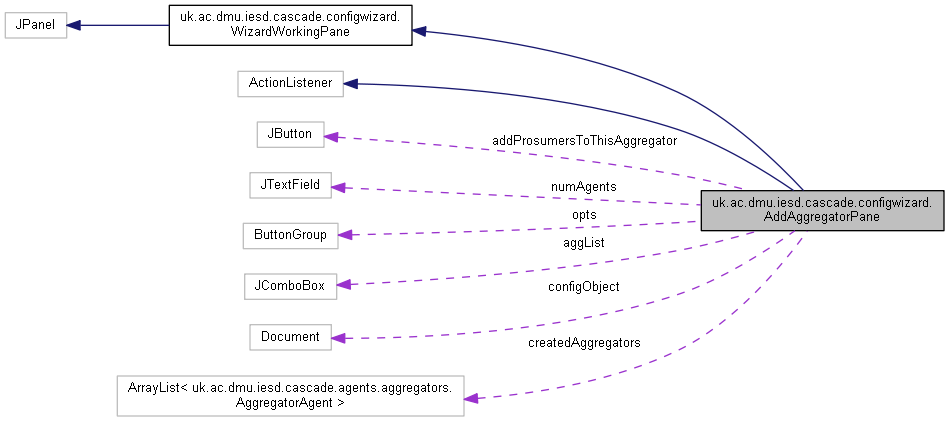 JPanel
uk.ac.dmu.iesd.cascade.configwizard.
WizardWorkingPane
ActionListener
JButton
addProsumersToThisAggregator
JTextField
numAgents
uk.ac.dmu.iesd.cascade.configwizard.
AddAggregatorPane
ButtonGroup
opts
aggList
JComboBox
configObject
Document
createdAggregators
ArrayList< uk.ac.dmu.iesd.cascade.agents.aggregators.
AggregatorAgent >